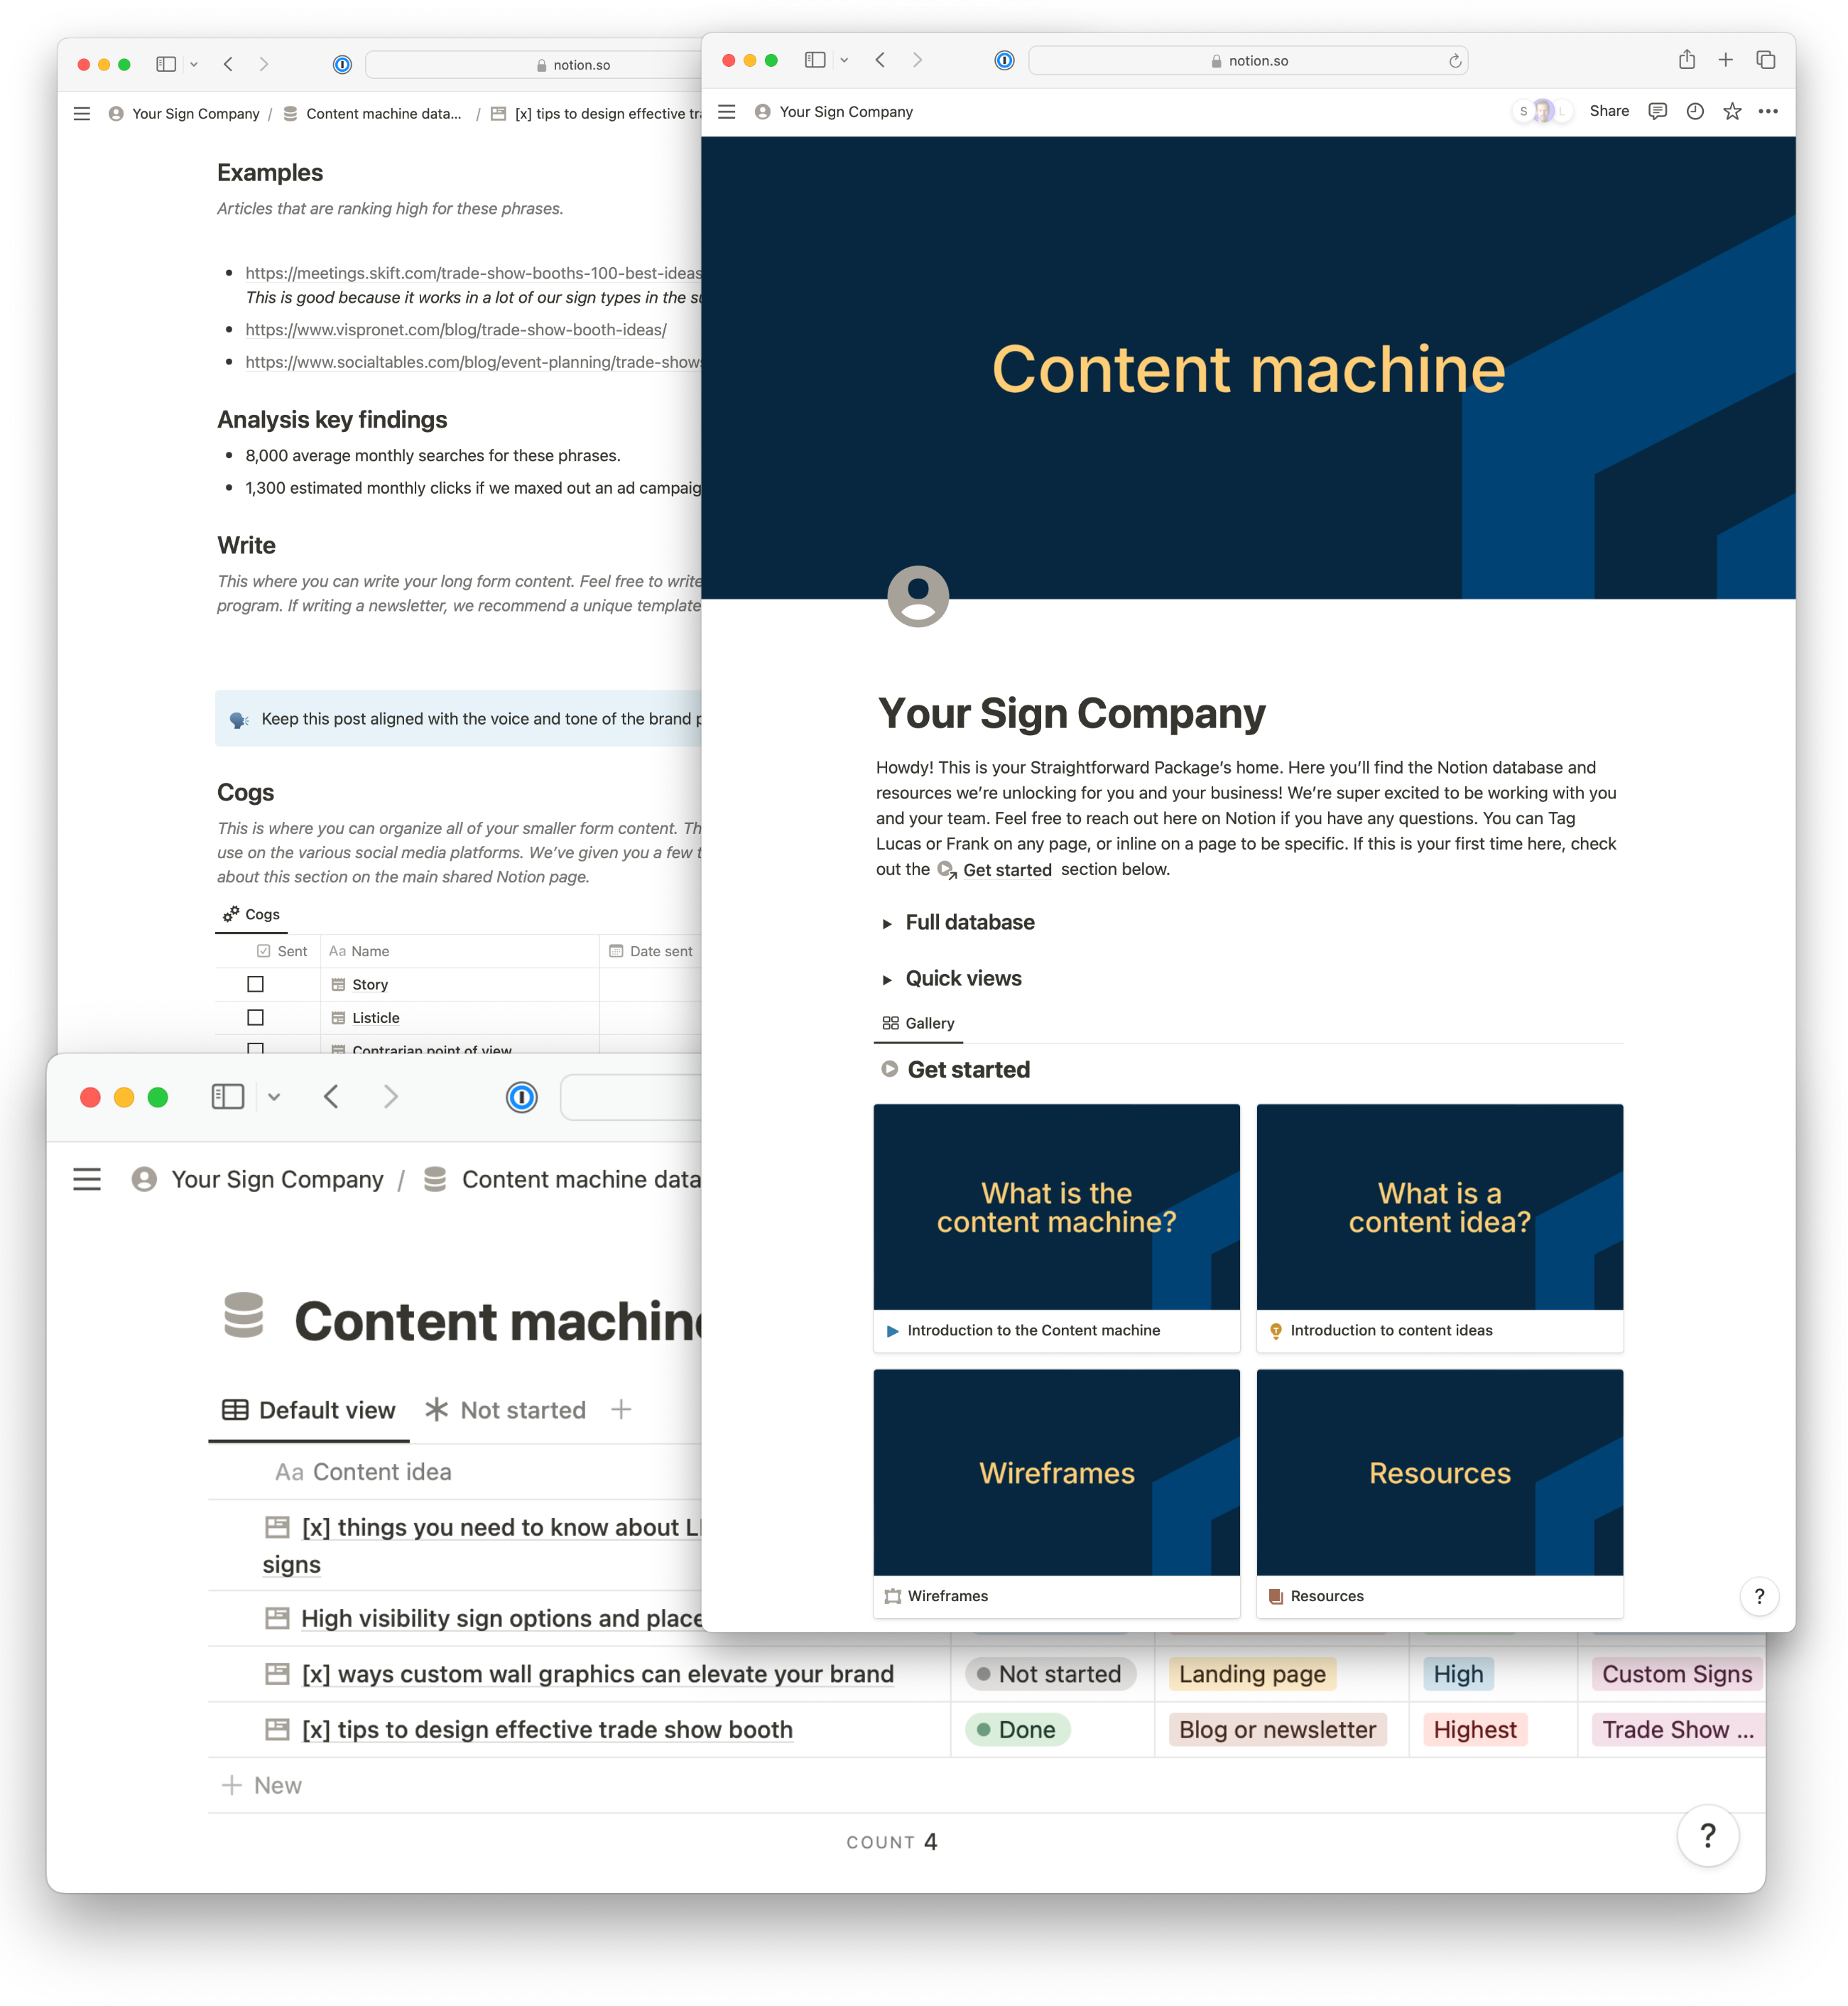 notion.so
Your Sign Company / Content machine data... / [x] tips to design effective
Examples
Articles that are ranking high for these phrases.
https://meetings.skift.com/trade-show-booths-100-best-ideas
This is good because it works in a lot of our sign types in the
https://www.vispronet.com/blog/trade-show-booth-ideas/
https://www.socialtables.com/blog/event-planning/trade-show
Analysis key findings
8,000 average monthly searches for these phrases.
1,300 estimated monthly clicks if we maxed out an ad campaig
Write
This where you can write your long form content. Feel free to write
program. If writing a newsletter, we recommend a unique template
Keep this post aligned with the voice and tone of the brand
Cogs
This is where you can organize all of your smaller form content. Th
use on the various social media platforms. We've given you a few
about this section on the main shared Notion page.
Cogs
Sent Aa Name Date sent
Story
Listicle
Contrarian point of view
notion.so
Your Sign Company
S L Share
Content machine
Your Sign Company
Howdy! This is your Straightforward Package's home. Here you'll find the Notion database and
resources we're unlocking for you and your business! We're super excited to be working with you
and your team. Feel free to reach out here on Notion if you have any questions. You can Tag
Lucas or Frank on any page, or inline on a page to be specific. If this is your first time here, check
out the Get started section below.
Full database
Quick views
Gallery
Get started
What is the
content machine?
Introduction to the Content machine
What is a
content idea?
Introduction to content ideas
Wireframes
Wireframes
Resources
Resources
?
Your Sign Company / Content machine data
Content machine
Default view Not started +
Aa Content idea
[x] things you need to know about
signs
High visibility sign options and place
[x] ways custom wall graphics can elevate your brand Not started Landing page High Custom Signs
[x] tips to design effective trade show booth Done Blog or newsletter Highest Trade Show ...
+ New
COUNT 4
?